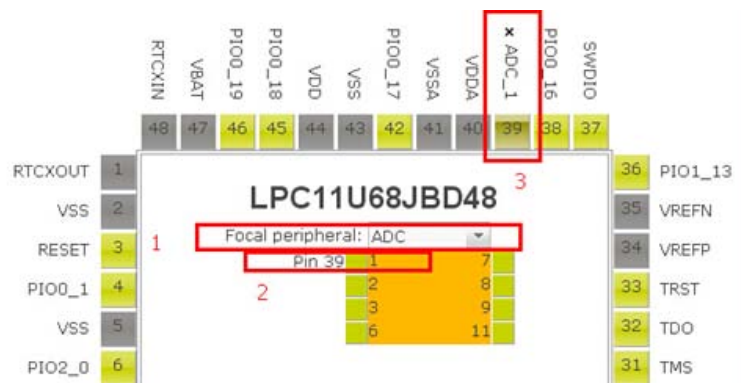 RTCXIN
VBAT
PIO0_19
PIO0_18
VDD
VSS
PIO0_17
VSSA
VDDA
× ADC_1
PIO0_16
SWDIO
48 47 46 45 44 43 42 41 40 39 38 37
3
RTCXOUT 1
VSS 2
RESET 3
PIO0_1 4
VSS 5
PIO2_0 6
LPC11U68JBD48
1
Focal peripheral: ADC
2
Pin 39 1 7
2 8
3 9
6 11
36 PIO1_13
35 VREFN
34 VREFP
33 TRST
32 TDO
31 TMS